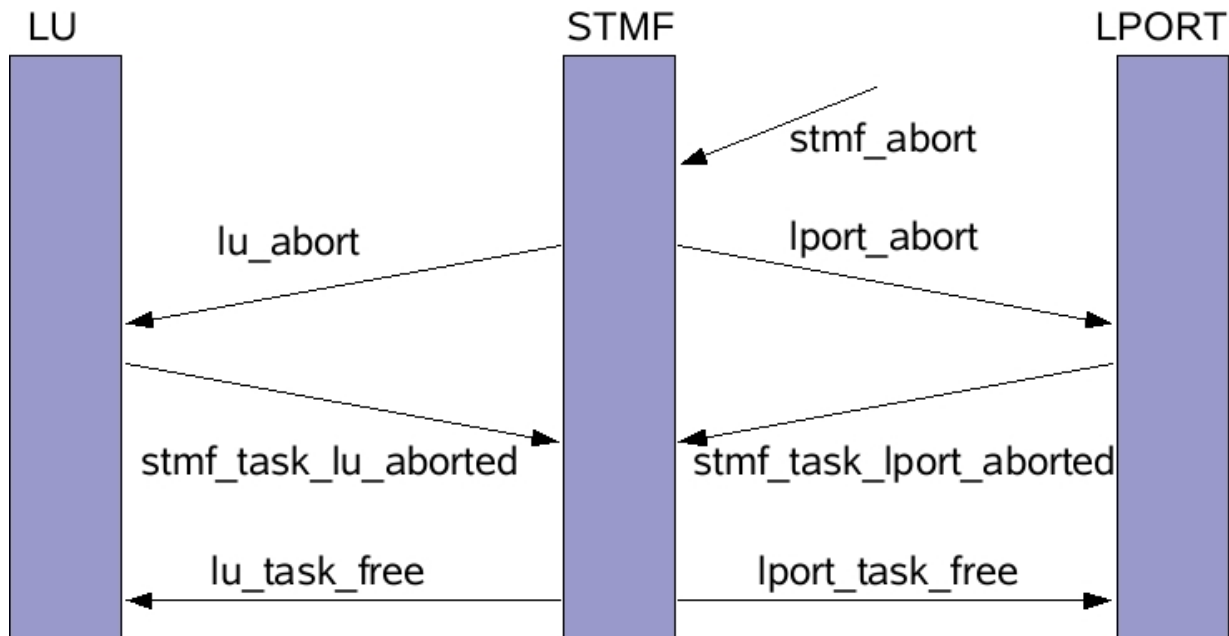 LU
STMF
LPORT
stmf_abort
lu_abort
lport_abort
stmf_task_lu_aborted
stmf_task_lport_aborted
lu_task_free
lport_task_free